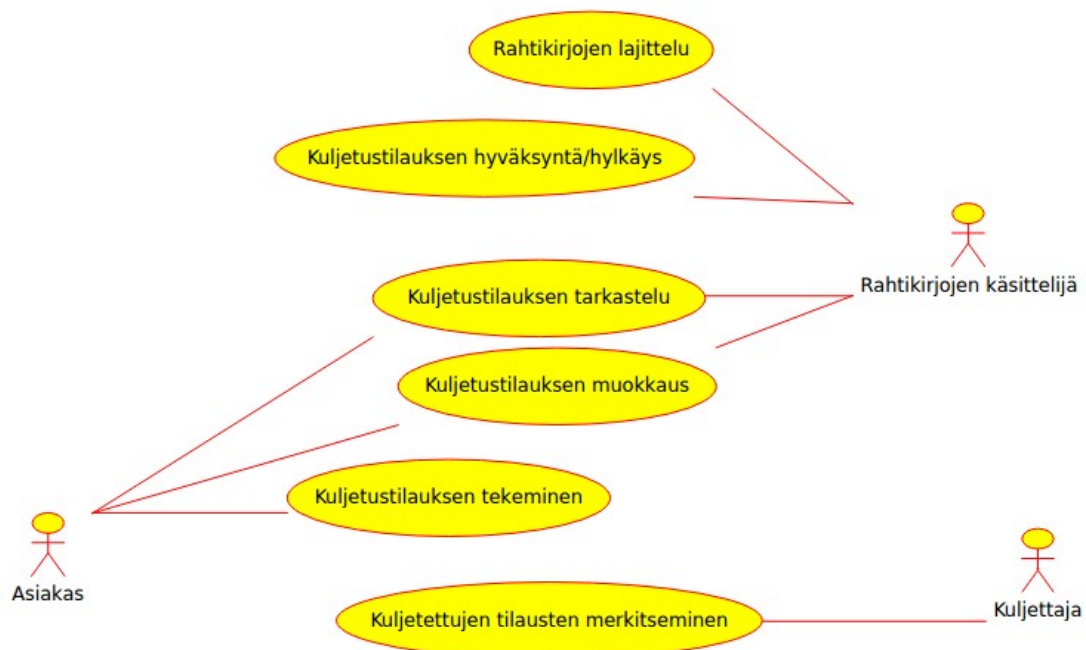 Rahtikirjojen lajittelu
Kuljetustilauksen hyväksyntä/hylkäys
Kuljetustilauksen tarkastelu
Rahtikirjojen käsittelijä
Kuljetustilauksen muokkaus
Kuljetustilauksen tekeminen
Asiakas
Kuljettaja
Kuljetettujen tilausten merkitseminen